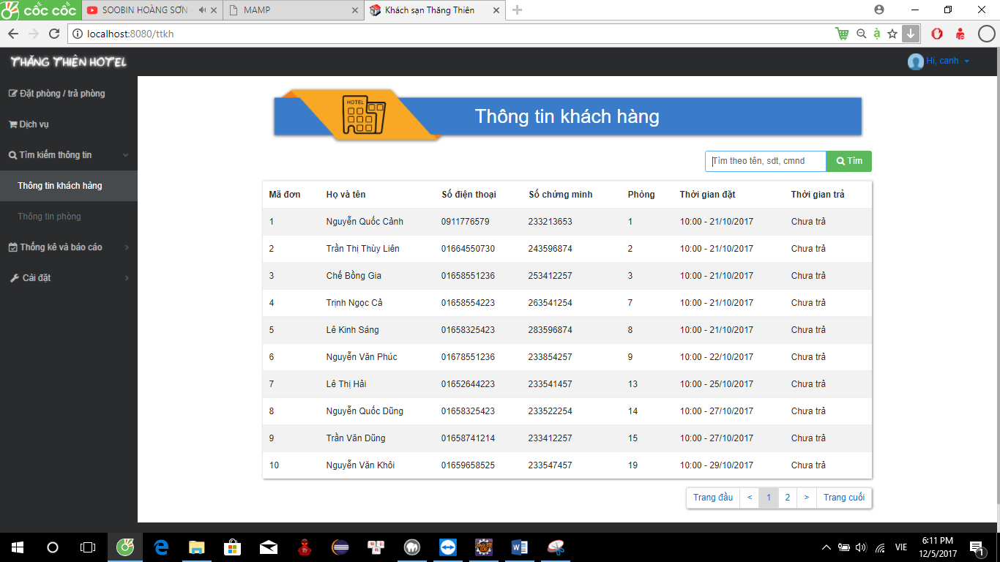 cốc cốc SOOBIN HOÀNG SƠN MAMP Khách sạn Thăng Thiên
localhost:8080/ttkh
THĂNG THIÊN HOTEL
Hi, canh
Đặt phòng / trả phòng
Dịch vụ
Tìm kiếm thông tin
Thông tin khách hàng
Thông tin phòng
Thống kê và báo cáo
Cài đặt
HOTEL
Thông tin khách hàng
Tìm theo tên, sdt, cmnd Tìm
Mã đơn Họ và tên Số điện thoại Số chứng minh Phòng Thời gian đặt Thời gian trả
1 Nguyễn Quốc Cảnh 0911776579 233213653 1 10:00 - 21/10/2017 Chưa trả
2 Trần Thị Thùy Liên 01664550730 243596874 2 10:00 - 21/10/2017 Chưa trả
3 Chế Bồng Gia 01658551236 253412257 3 10:00 - 21/10/2017 Chưa trả
4 Trịnh Ngọc Cả 01658554223 263541254 7 10:00 - 21/10/2017 Chưa trả
5 Lê Kinh Sáng 01658325423 283596874 8 10:00 - 21/10/2017 Chưa trả
6 Nguyễn Văn Phúc 01678551236 233854257 9 10:00 - 22/10/2017 Chưa trả
7 Lê Thị Hải 01652644223 233541457 13 10:00 - 25/10/2017 Chưa trả
8 Nguyễn Quốc Dũng 01658325423 233522254 14 10:00 - 27/10/2017 Chưa trả
9 Trần Văn Dũng 01658741214 233412257 15 10:00 - 27/10/2017 Chưa trả
10 Nguyễn Văn Khôi 01659658525 233547457 19 10:00 - 29/10/2017 Chưa trả
Trang đầu < 1 2 > Trang cuối
VIE 6:11 PM
12/5/2017 1